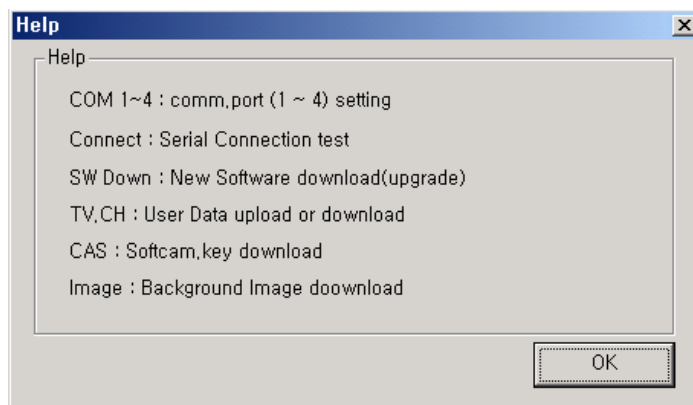 Help
Help
COM 1~4 : comm,port (1 ~ 4) setting
Connect : Serial Connection test
SW Down : New Software download(upgrade)
TV,CH : User Data upload or download
CAS : Softcam,key download
Image : Background Image doownload
OK